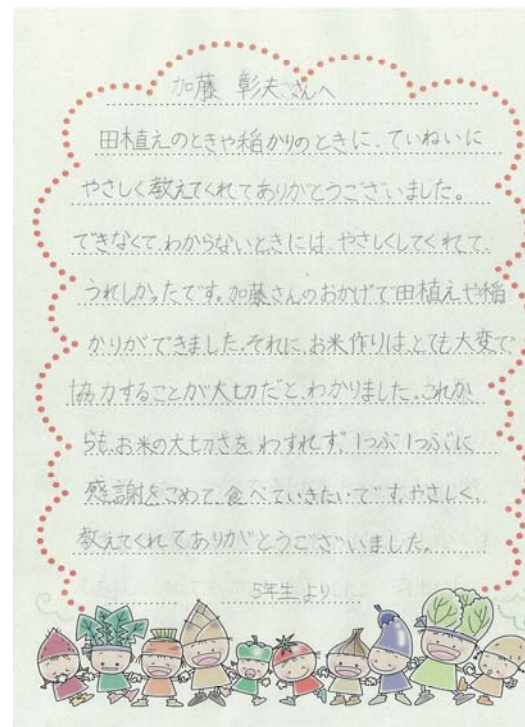 加藤 彰夫さんへ
田植えのときや稲かりのときに、ていねいに
やさしく教えてくれてありがとうございました。
できなくて、わからないときには、やさしくしてくれて、
うれしかったです。加藤さんのおかげで田植えや稲
かりができました。それに、お米作りは、とても大変で
協力することが大切だと、わかりました。これか
らも、お米の大切さをわすれず、1つぶ1つぶに
感謝をこめて、食べていきたいです。やさしく、
教えてくれてありがとうございました。
5年生より